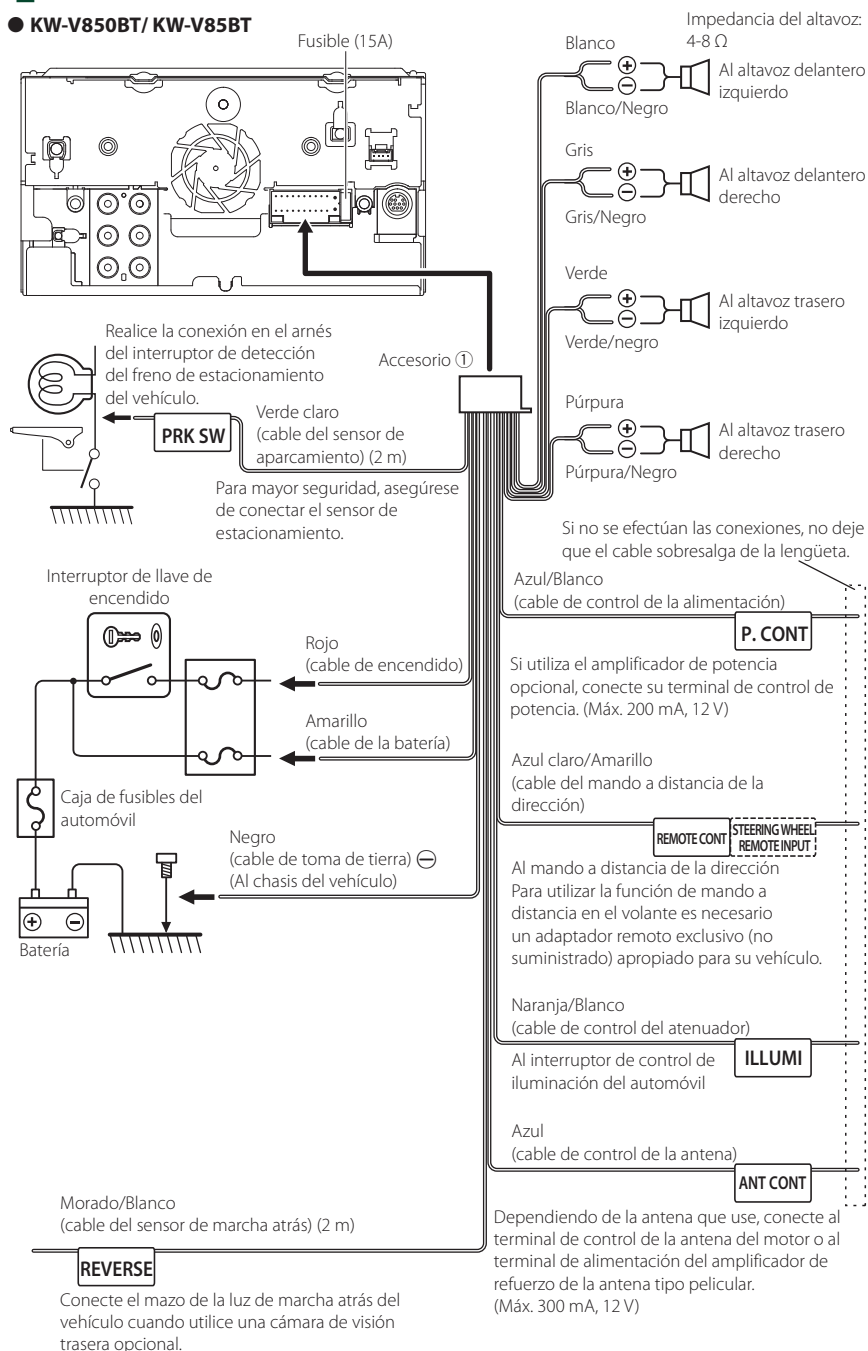 ● KW-V850BT/ KW-V85BT
Fusible (15A)
Impedancia del altavoz:
4-8 Ω
Blanco
⊕
⊖
Al altavoz delantero
izquierdo
Blanco/Negro
Gris
⊕
⊖
Al altavoz delantero
derecho
Gris/Negro
Verde
⊕
⊖
Al altavoz trasero
izquierdo
Verde/negro
Púrpura
⊕
⊖
Al altavoz trasero
derecho
Púrpura/Negro
Realice la conexión en el arnés
del interruptor de detección
del freno de estacionamiento
del vehículo.
Accesorio ①
PRK SW
Verde claro
(cable del sensor de
aparcamiento) (2 m)
Para mayor seguridad, asegúrese
de conectar el sensor de
estacionamiento.
Si no se efectúan las conexiones, no deje
que el cable sobresalga de la lengüeta.
Interruptor de llave de
encendido
Rojo
(cable de encendido)
Amarillo
(cable de la batería)
Caja de fusibles del
automóvil
Negro
(cable de toma de tierra) ⊖
(Al chasis del vehículo)
⊕ ⊖
Batería
Azul/Blanco
(cable de control de la alimentación)
P. CONT
Si utiliza el amplificador de potencia
opcional, conecte su terminal de control de
potencia. (Máx. 200 mA, 12 V)
Azul claro/Amarillo
(cable del mando a distancia de la
dirección)
REMOTE CONT
STEERING WHEEL
REMOTE INPUT
Al mando a distancia de la dirección
Para utilizar la función de mando a
distancia en el volante es necesario
un adaptador remoto exclusivo (no
suministrado) apropiado para su vehículo.
Naranja/Blanco
(cable de control del atenuador)
ILLUMI
Al interruptor de control de
iluminación del automóvil
Azul
(cable de control de la antena)
ANT CONT
Dependiendo de la antena que use, conecte al
terminal de control de la antena del motor o al
terminal de alimentación del amplificador de
refuerzo de la antena tipo pelicular.
(Máx. 300 mA, 12 V)
Morado/Blanco
(cable del sensor de marcha atrás) (2 m)
REVERSE
Conecte el mazo de la luz de marcha atrás del
vehículo cuando utilice una cámara de visión
trasera opcional.